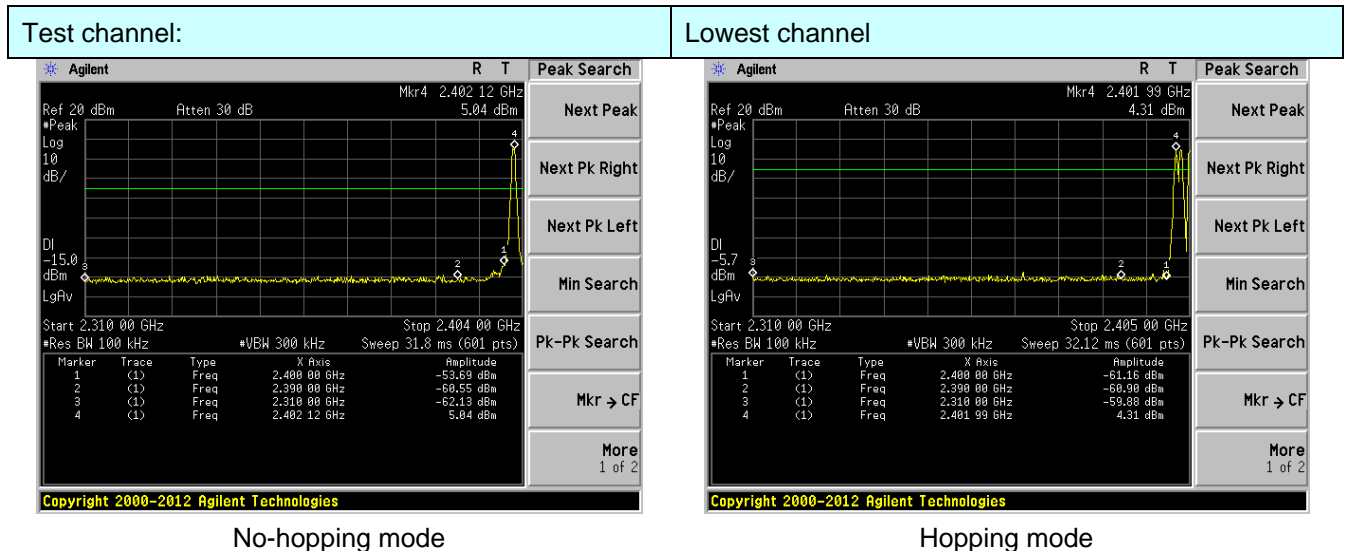 Test channel:
Lowest channel
Agilent R T
Mkr4 2.402 12 GHz
Ref 20 dBm Atten 30 dB 5.04 dBm
#Peak
Log
10
dB/
DI
-15.0
dBm
LgAv
4
1
2
3
Start 2.310 00 GHz Stop 2.404 00 GHz
#Res BW 100 kHz #VBW 300 kHz Sweep 31.8 ms (601 pts)
Marker Trace Type X Axis Amplitude
1 (1) Freq 2.400 00 GHz -53.69 dBm
2 (1) Freq 2.390 00 GHz -60.55 dBm
3 (1) Freq 2.310 00 GHz -62.13 dBm
4 (1) Freq 2.402 12 GHz 5.04 dBm
Copyright 2000-2012 Agilent Technologies
Peak Search
Next Peak
Next Pk Right
Next Pk Left
Min Search
Pk-Pk Search
Mkr → CF
More
1 of 2
No-hopping mode
Agilent R T
Mkr4 2.401 99 GHz
Ref 20 dBm Atten 30 dB 4.31 dBm
#Peak
Log
10
dB/
DI
-5.7
dBm
LgAv
4
3
2
1
Start 2.310 00 GHz Stop 2.405 00 GHz
#Res BW 100 kHz #VBW 300 kHz Sweep 32.12 ms (601 pts)
Marker Trace Type X Axis Amplitude
1 (1) Freq 2.400 00 GHz -61.16 dBm
2 (1) Freq 2.390 00 GHz -60.90 dBm
3 (1) Freq 2.310 00 GHz -59.88 dBm
4 (1) Freq 2.401 99 GHz 4.31 dBm
Copyright 2000-2012 Agilent Technologies
Peak Search
Next Peak
Next Pk Right
Next Pk Left
Min Search
Pk-Pk Search
Mkr → CF
More
1 of 2
Hopping mode